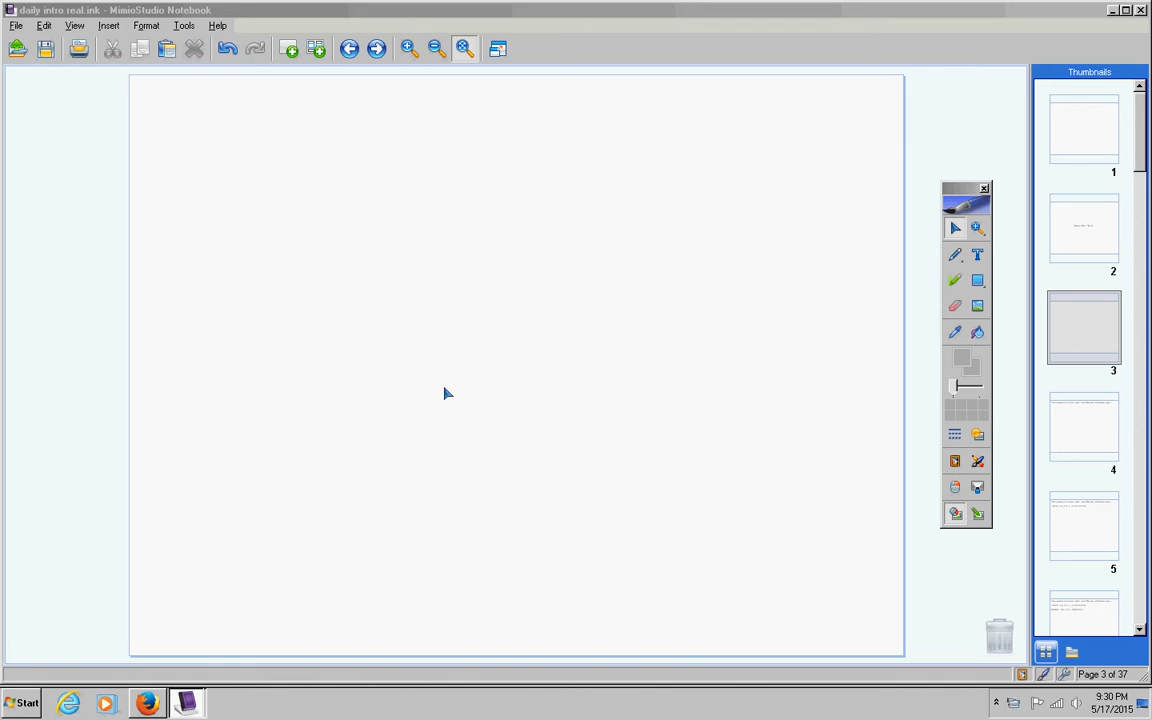 daily intro real.ink - MimioStudio Notebook
File Edit View Insert Format Tools Help
Thumbnails
1
2
3
4
5
T
Page 3 of 37
Start
9:30 PM
5/17/2015